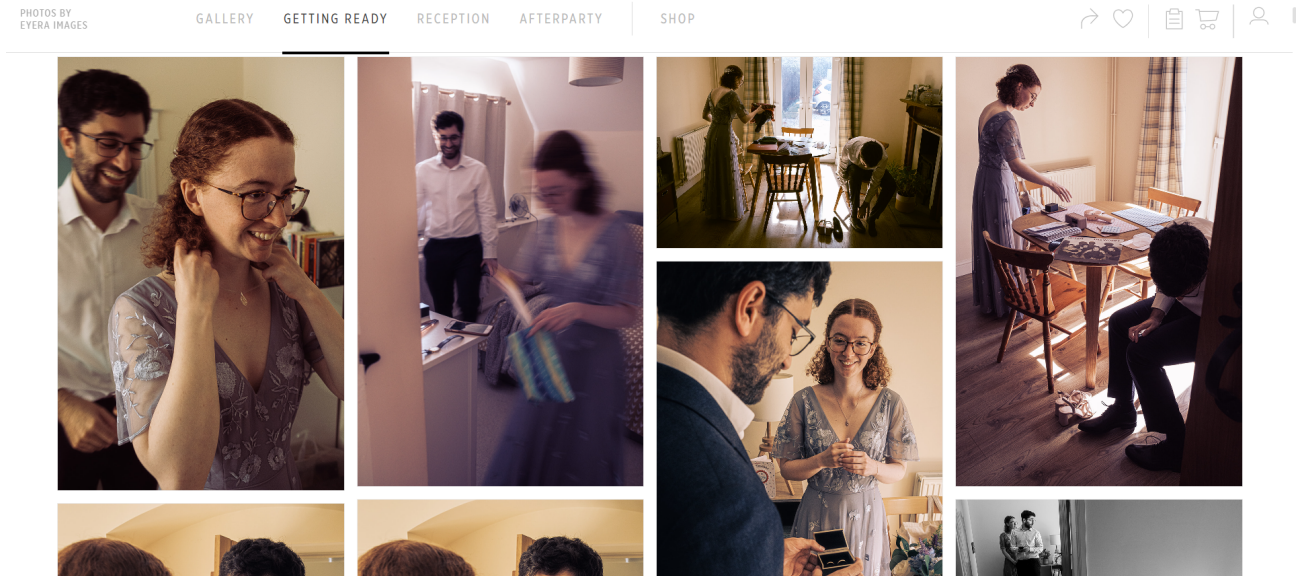 PHOTOS BY
EYERA IMAGES
GALLERY GETTING READY RECEPTION AFTERPARTY SHOP